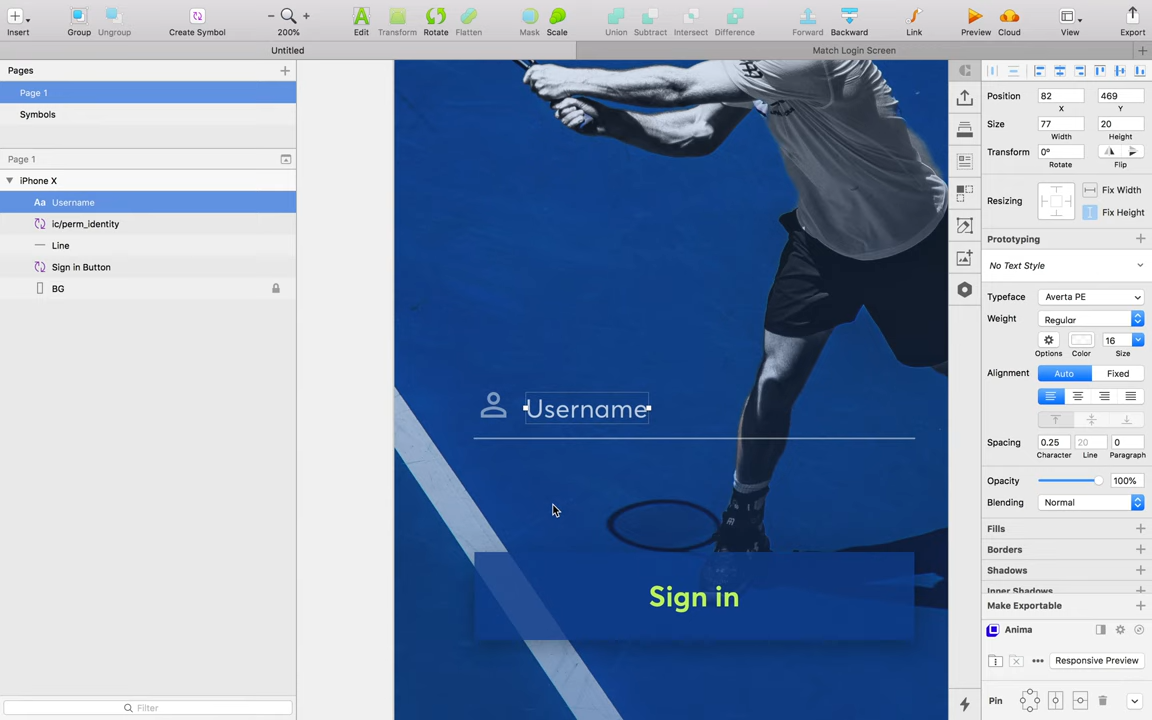 Insert
Group
Ungroup
Create Symbol
200%
Edit
Transform
Rotate
Flatten
Mask
Scale
Union
Subtract
Intersect
Difference
Forward
Backward
Link
Preview
Cloud
View
Export
Untitled
Match Login Screen
Pages
Page 1
Symbols
Page 1
iPhone X
Aa Username
ic/perm_identity
Line
Sign in Button
BG
Filter
Username
Sign in
Position 82 469
X Y
Size 77 20
Width Height
Transform 0°
Rotate Flip
Resizing
Fix Width
Fix Height
Prototyping
No Text Style
Typeface Averta PE
Weight Regular
16
Options Color Size
Alignment Auto Fixed
Spacing 0.25 20 0
Character Line Paragraph
Opacity 100%
Blending Normal
Fills
Borders
Shadows
Inner Shadows
Make Exportable
Anima
Responsive Preview
Pin